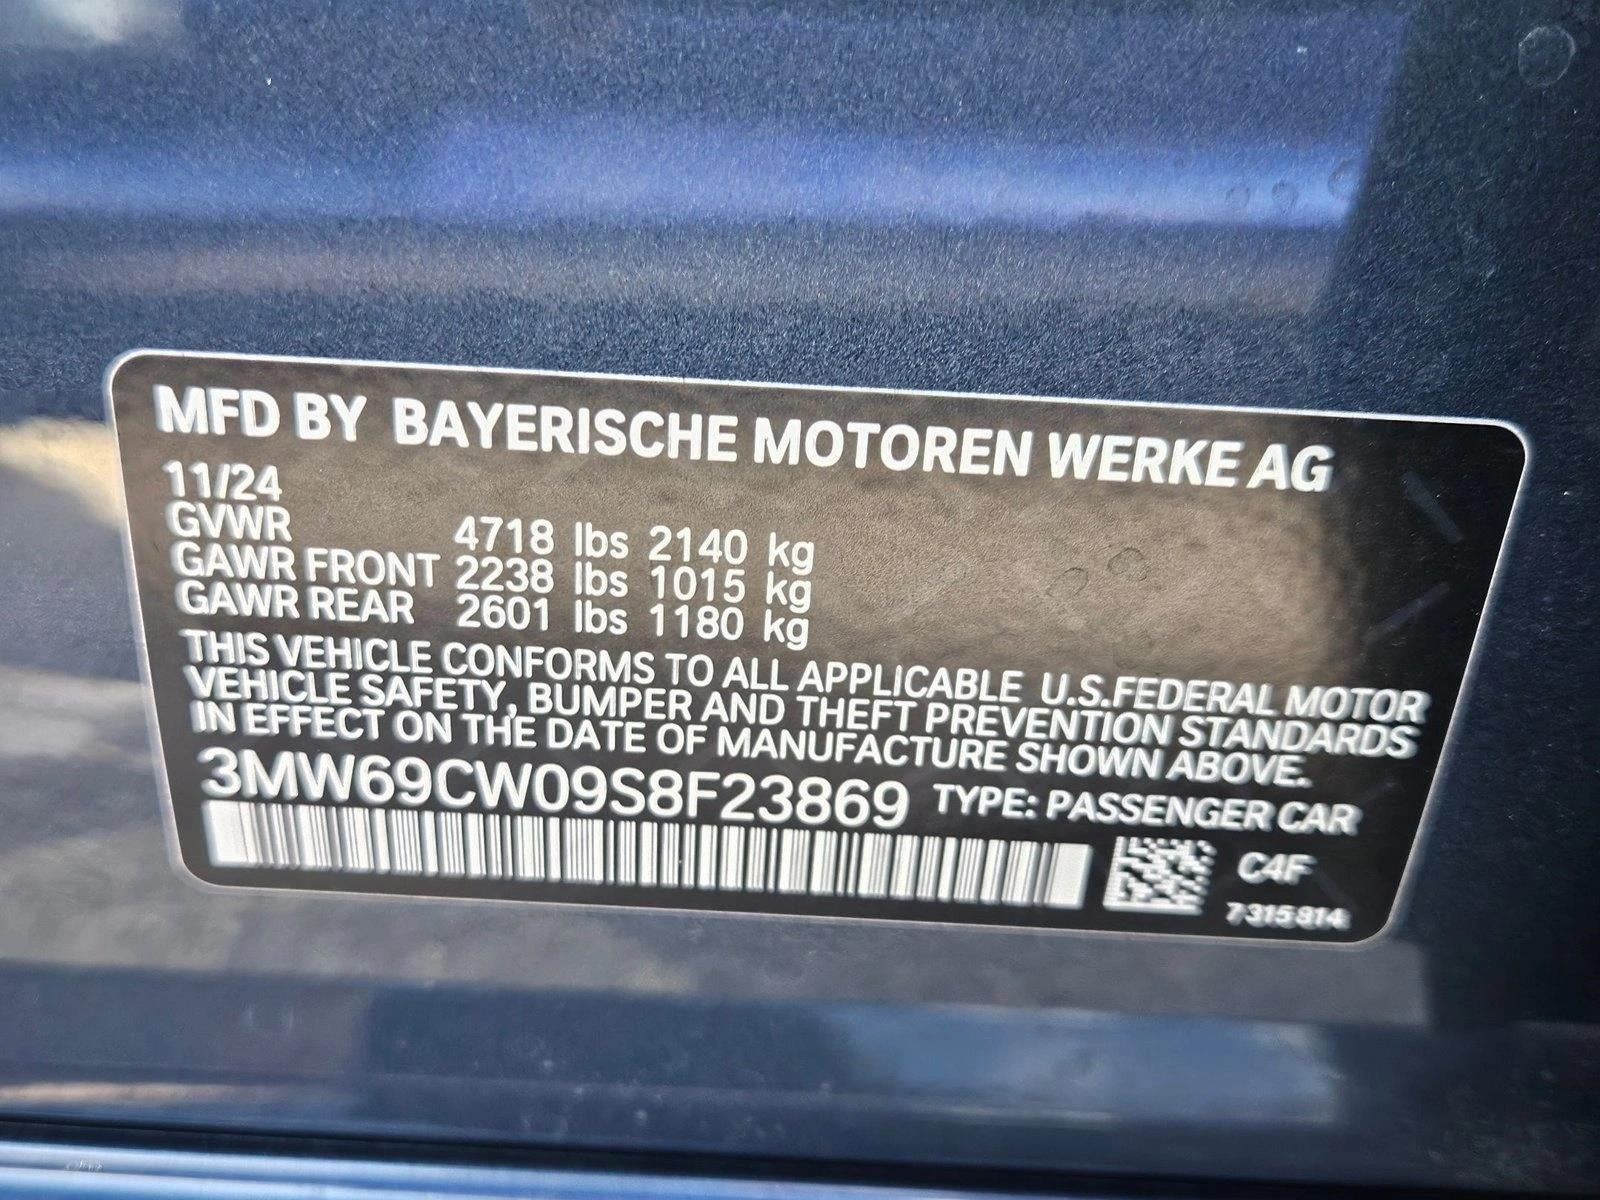 MFD BY BAYERISCHE MOTOREN WERKE AG
11/24
GVWR 4718 lbs 2140 kg
GAWR FRONT 2238 lbs 1015 kg
GAWR REAR 2601 lbs 1180 kg
THIS VEHICLE CONFORMS TO ALL APPLICABLE U.S.FEDERAL MOTOR
VEHICLE SAFETY, BUMPER AND THEFT PREVENTION STANDARDS
IN EFFECT ON THE DATE OF MANUFACTURE SHOWN ABOVE.
3MW69CW09S8F23869 TYPE: PASSENGER CAR
C4F
7315814